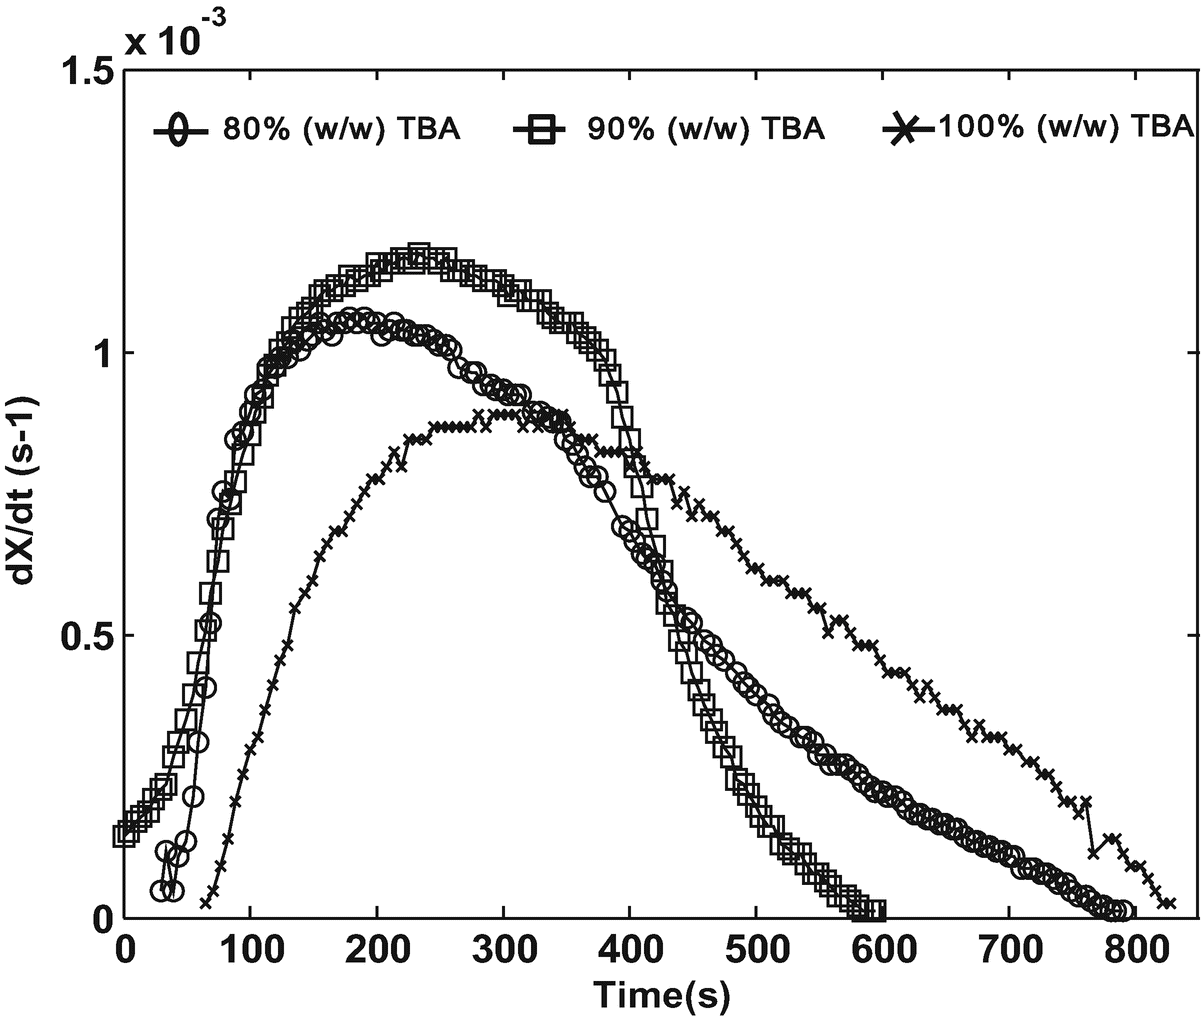 x 10-3
1.5
80% (w/w) TBA 90% (w/w) TBA 100% (w/w) TBA
1
0.5
0
dX/dt (s-1)
0 100 200 300 400 500 600 700 800
Time(s)